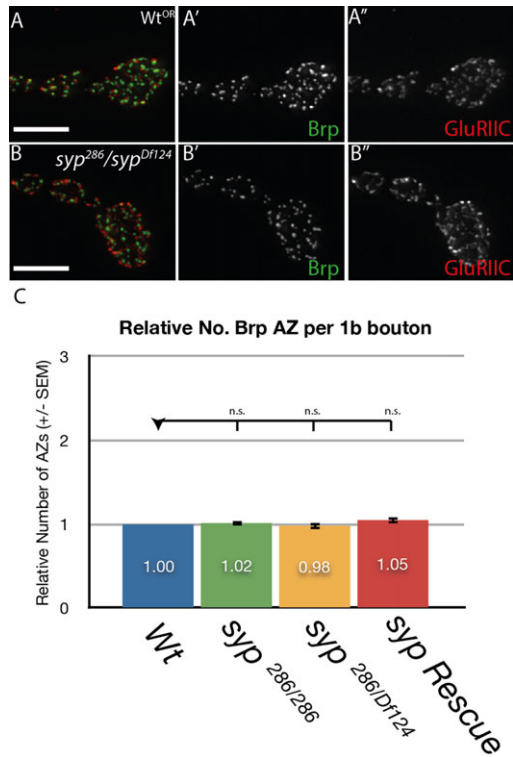 A Wt^OR A' Brp A" GluRIIC
B syp^286/syp^Df124 B' Brp B" GluRIIC
C
Relative No. Brp AZ per 1b bouton
Relative Number of AZs (+/- SEM)
3
n.s. n.s. n.s.
2
1
1.00 1.02 0.98 1.05
0
Wt syp 286/286 syp 286/Df124 syp Rescue